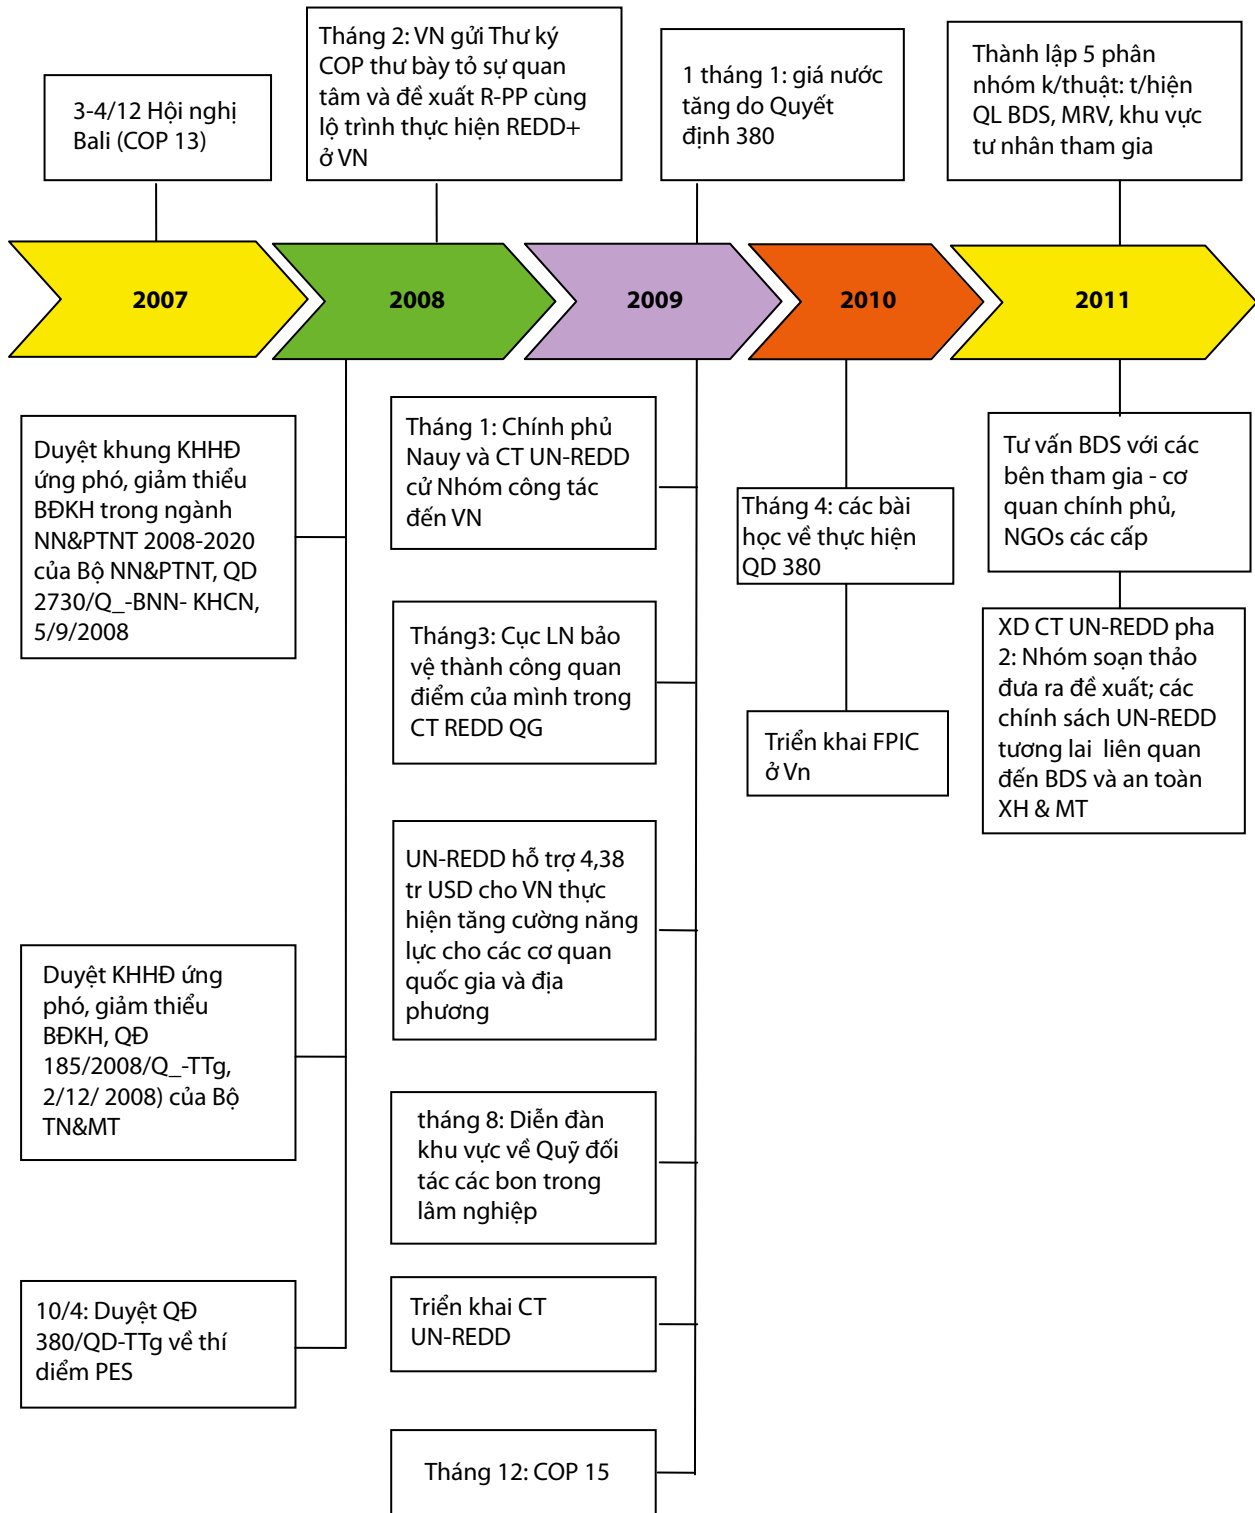 3-4/12 Hội nghị
Bali (COP 13)
Tháng 2: VN gửi Thư ký
COP thư bày tỏ sự quan
tâm và đề xuất R-PP cùng
lộ trình thực hiện REDD+
ở VN
1 tháng 1: giá nước
tăng do Quyết
định 380
Thành lập 5 phân
nhóm k/thuật: t/hiện
QL BDS, MRV, khu vực
tư nhân tham gia
2007
2008
2009
2010
2011
Duyệt khung KHHĐ
ứng phó, giảm thiểu
BĐKH trong ngành
NN&PTNT 2008-2020
của Bộ NN&PTNT, QD
2730/Q_-BNN- KHCN,
5/9/2008
Duyệt KHHĐ ứng
phó, giảm thiểu
BĐKH, QĐ
185/2008/Q_-TTg,
2/12/ 2008) của Bộ
TN&MT
10/4: Duyệt QĐ
380/QD-TTg về thí
diểm PES
Tháng 1: Chính phủ
Nauy và CT UN-REDD
cử Nhóm công tác
đến VN
Tháng3: Cục LN bảo
vệ thành công quan
điểm của mình trong
CT REDD QG
UN-REDD hỗ trợ 4,38
tr USD cho VN thực
hiện tăng cường năng
lực cho các cơ quan
quốc gia và địa
phương
tháng 8: Diễn đàn
khu vực về Quỹ đối
tác các bon trong
lâm nghiệp
Triển khai CT
UN-REDD
Tháng 12: COP 15
Tháng 4: các bài
học về thực hiện
QD 380
Triển khai FPIC
ở Vn
Tư vấn BDS với các
bên tham gia - cơ
quan chính phủ,
NGOs các cấp
XD CT UN-REDD pha
2: Nhóm soạn thảo
đưa ra đề xuất; các
chính sách UN-REDD
tương lai liên quan
đến BDS và an toàn
XH & MT